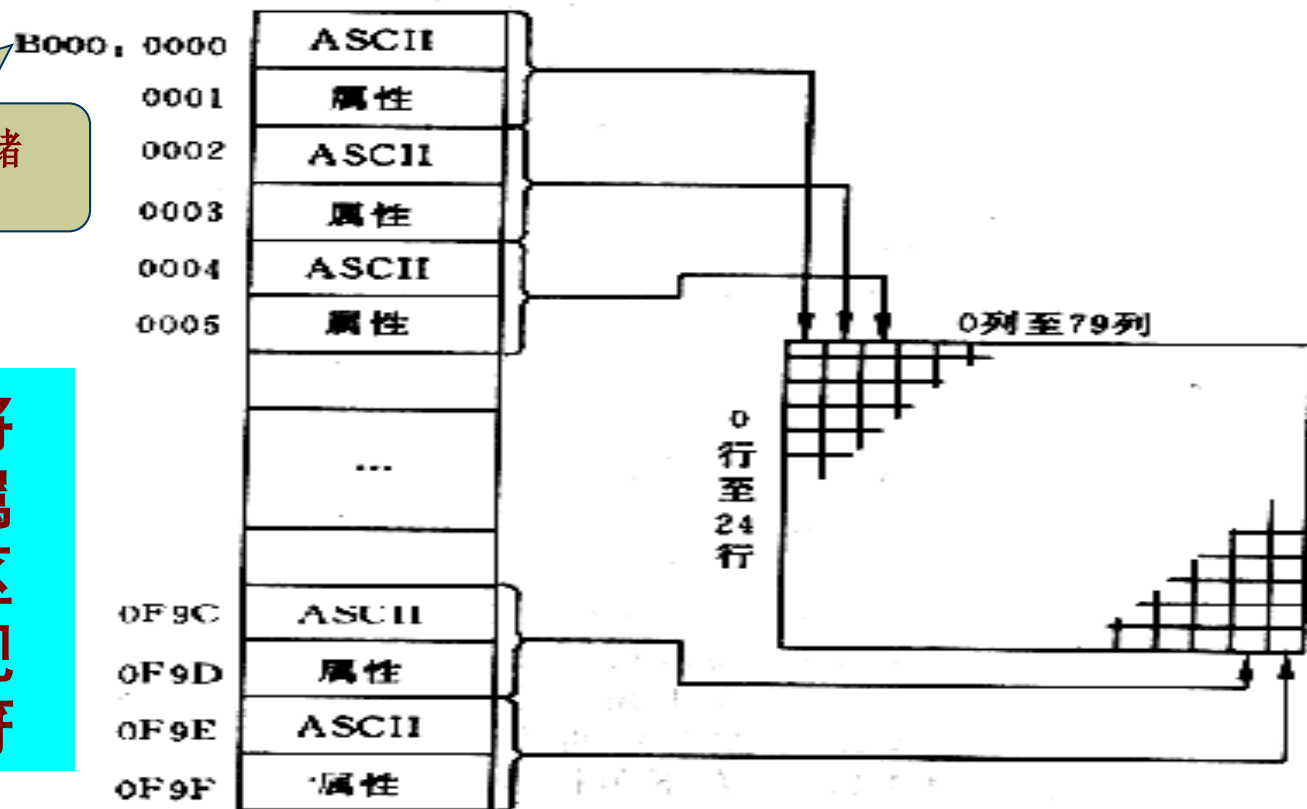 B000: 0000 ASCII
0001 属性
0002 ASCII
0003 属性
0004 ASCII
0005 属性
...
0F9C ASCII
0F9D 属性
0F9E ASCII
0F9F 属性
0列至79列
0
行
至
24
行
储